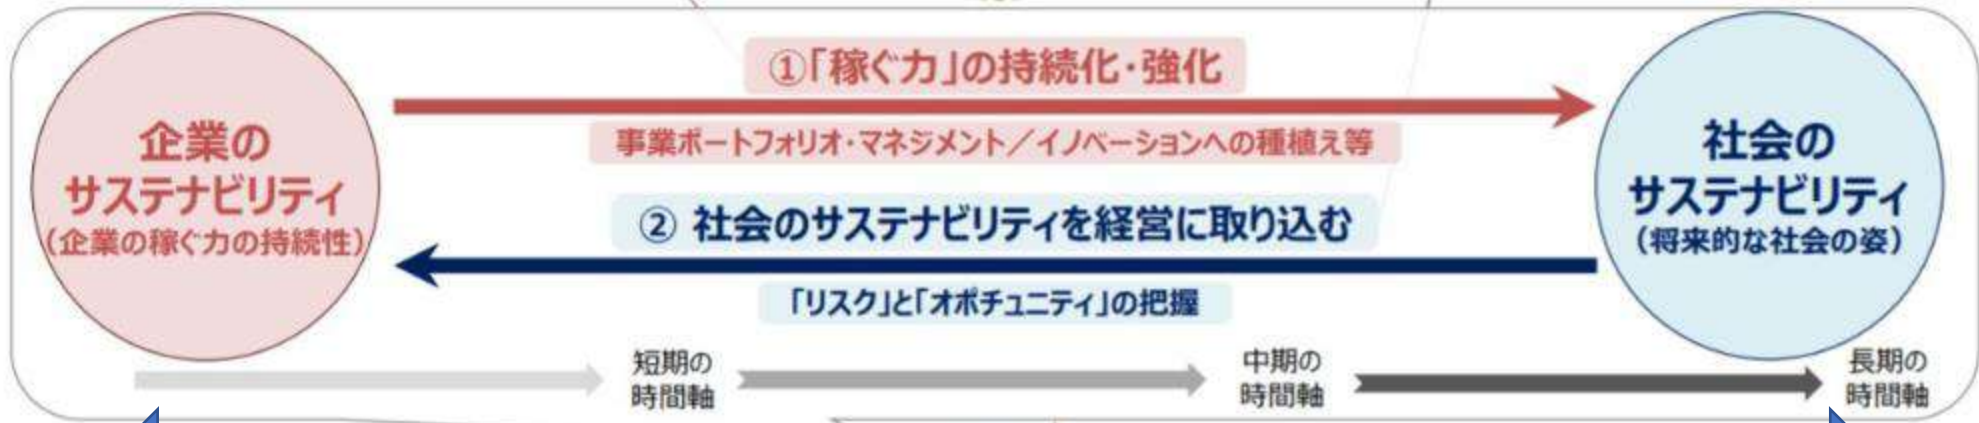 ①「稼ぐ力」の持続化・強化
事業ポートフォリオ・マネジメント／イノベーションへの種植え等
企業の
サステナビリティ
（企業の稼ぐ力の持続性）
② 社会のサステナビリティを経営に取り込む
「リスク」と「オポチュニティ」の把握
社会の
サステナビリティ
（将来的な社会の姿）
短期の
時間軸
中期の
時間軸
長期の
時間軸